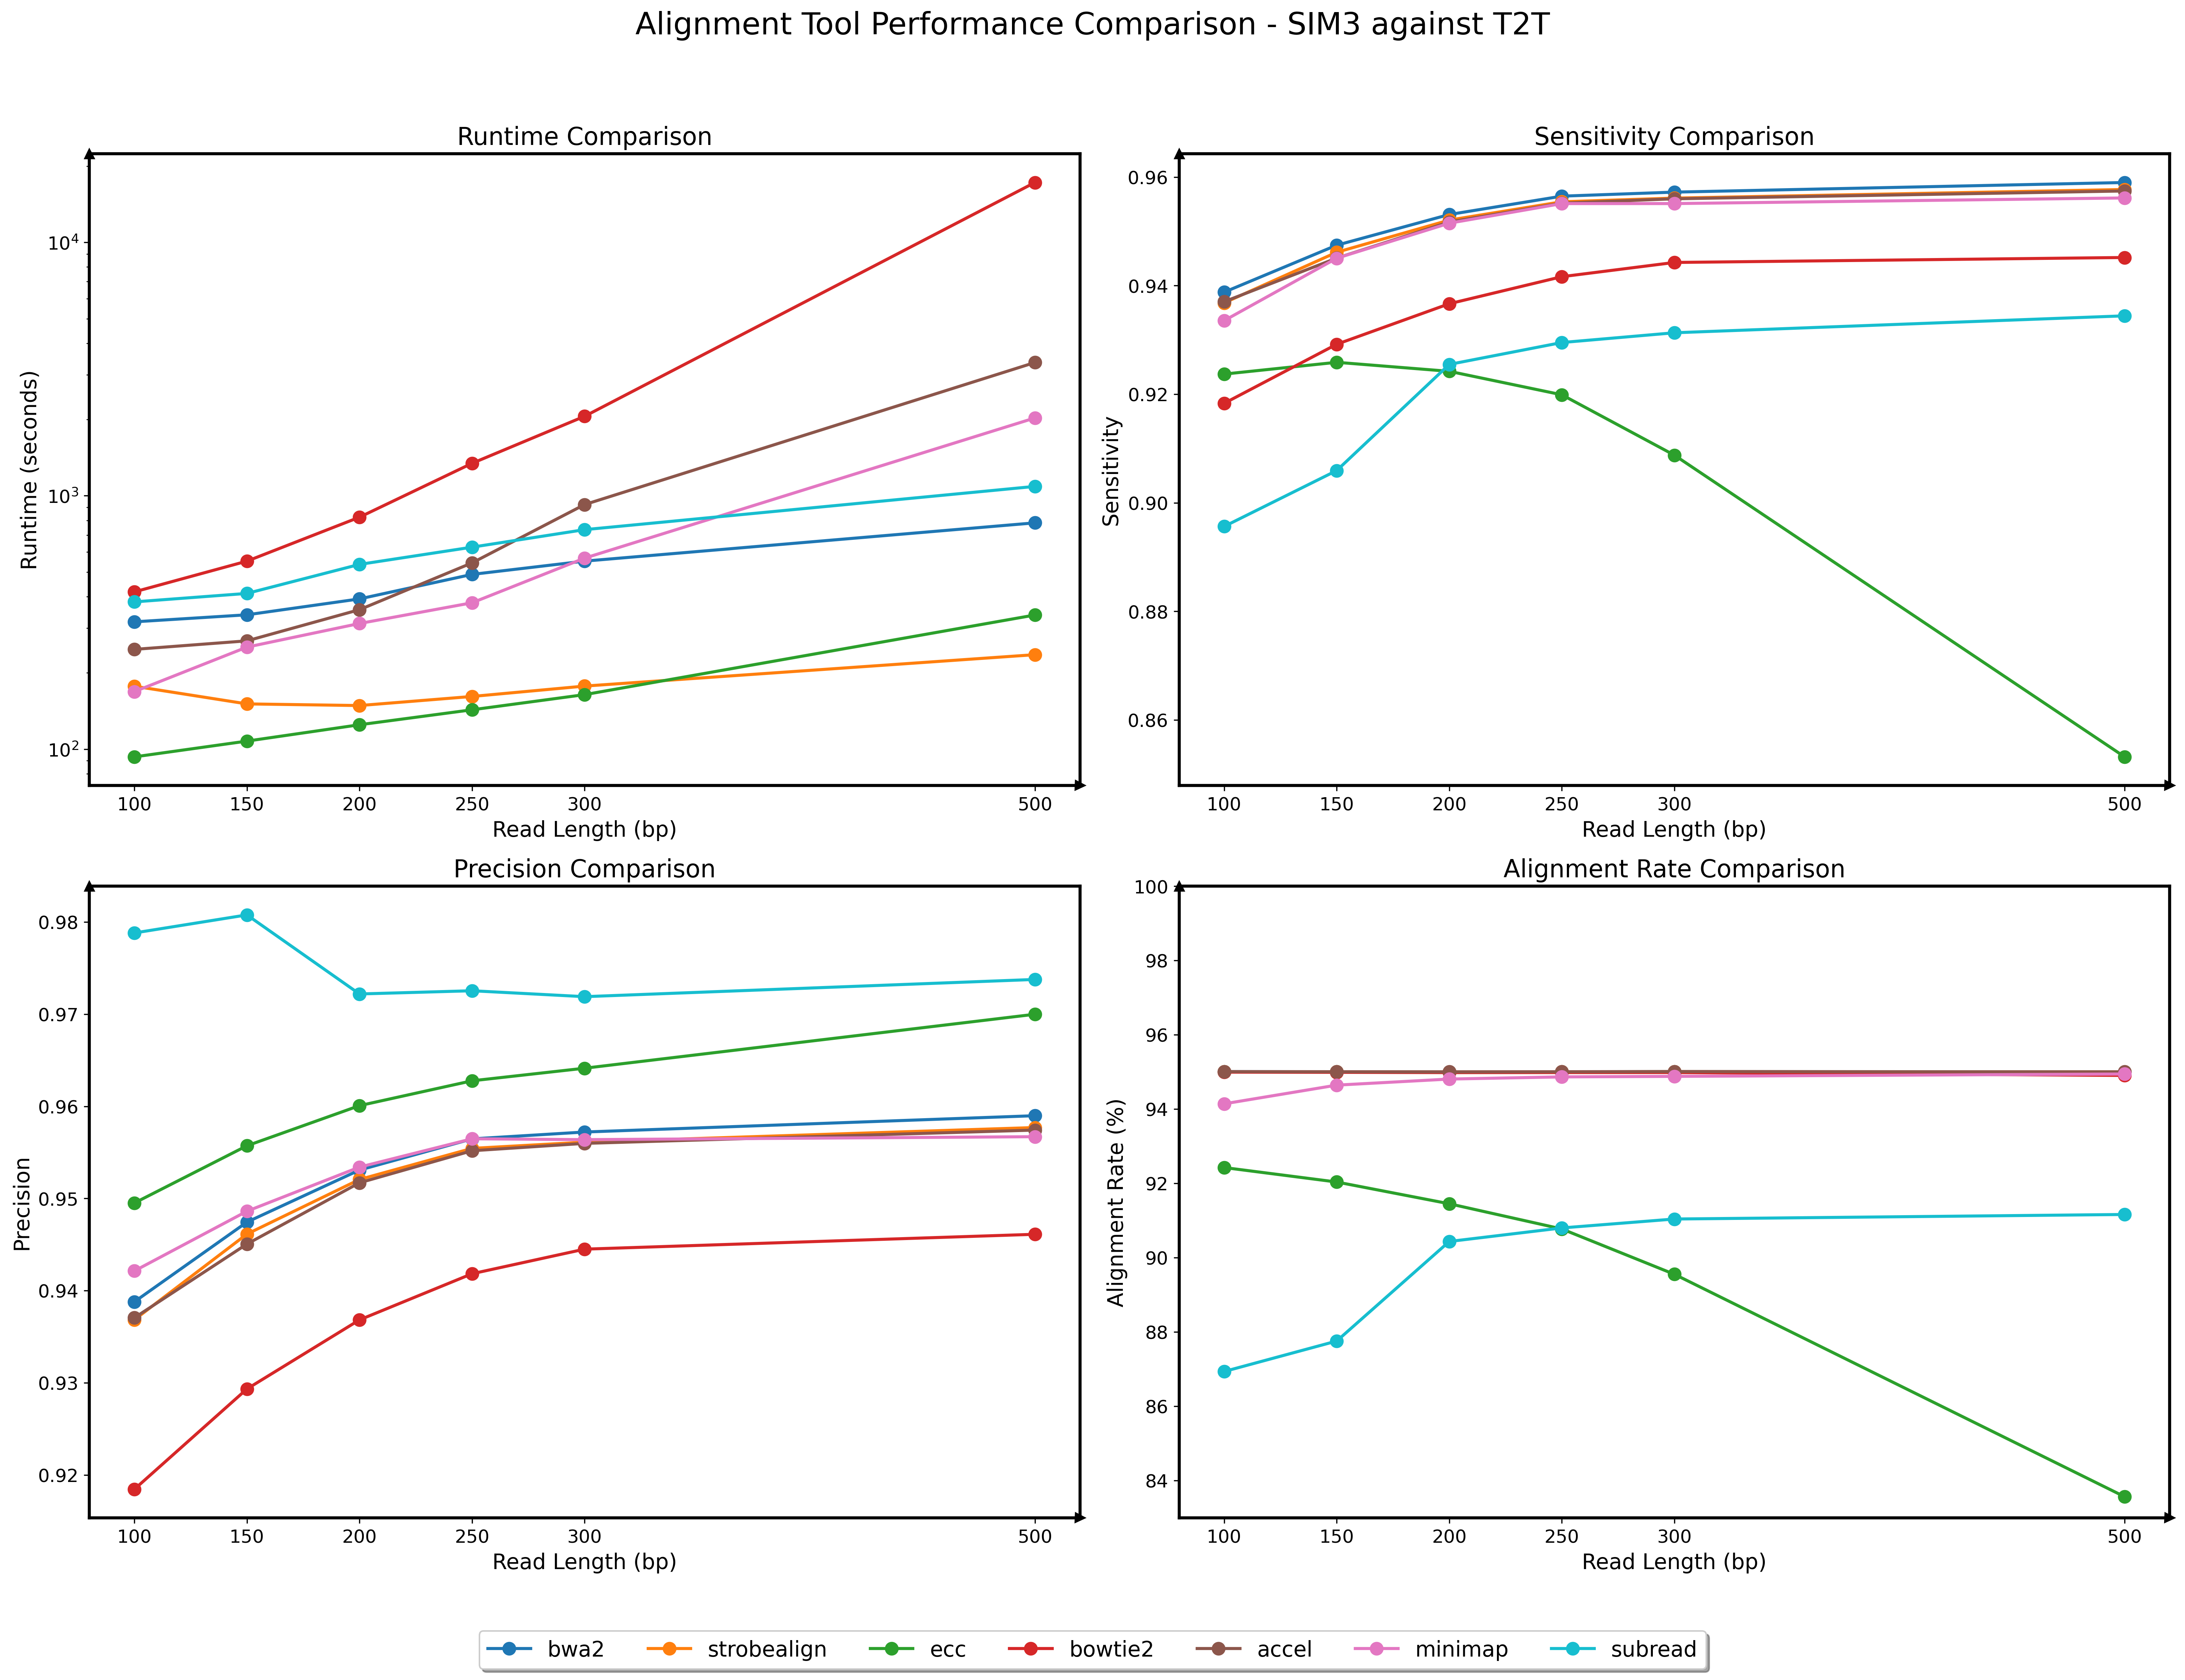 Alignment Tool Performance Comparison - SIM3 against T2T
Runtime Comparison
Runtime (seconds)
10^4
10^3
10^2
100 150 200 250 300 500
Read Length (bp)
Sensitivity Comparison
Sensitivity
0.96
0.94
0.92
0.90
0.88
0.86
100 150 200 250 300 500
Read Length (bp)
Precision Comparison
Precision
0.98
0.97
0.96
0.95
0.94
0.93
0.92
100 150 200 250 300 500
Read Length (bp)
Alignment Rate Comparison
Alignment Rate (%)
100
98
96
94
92
90
88
86
84
100 150 200 250 300 500
Read Length (bp)
bwa2 strobealign ecc bowtie2 accel minimap subread